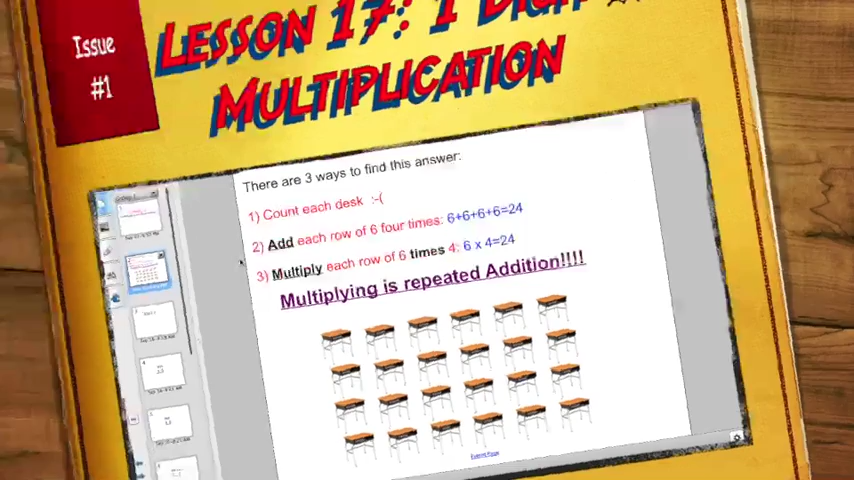 Issue
#1
LESSON 17: 1 DIGIT
MULTIPLICATION
There are 3 ways to find this answer:
1) Count each desk :-(
2) Add each row of 6 four times: 6+6+6+6=24
3) Multiply each row of 6 times 4: 6 x 4=24
Multiplying is repeated Addition!!!!